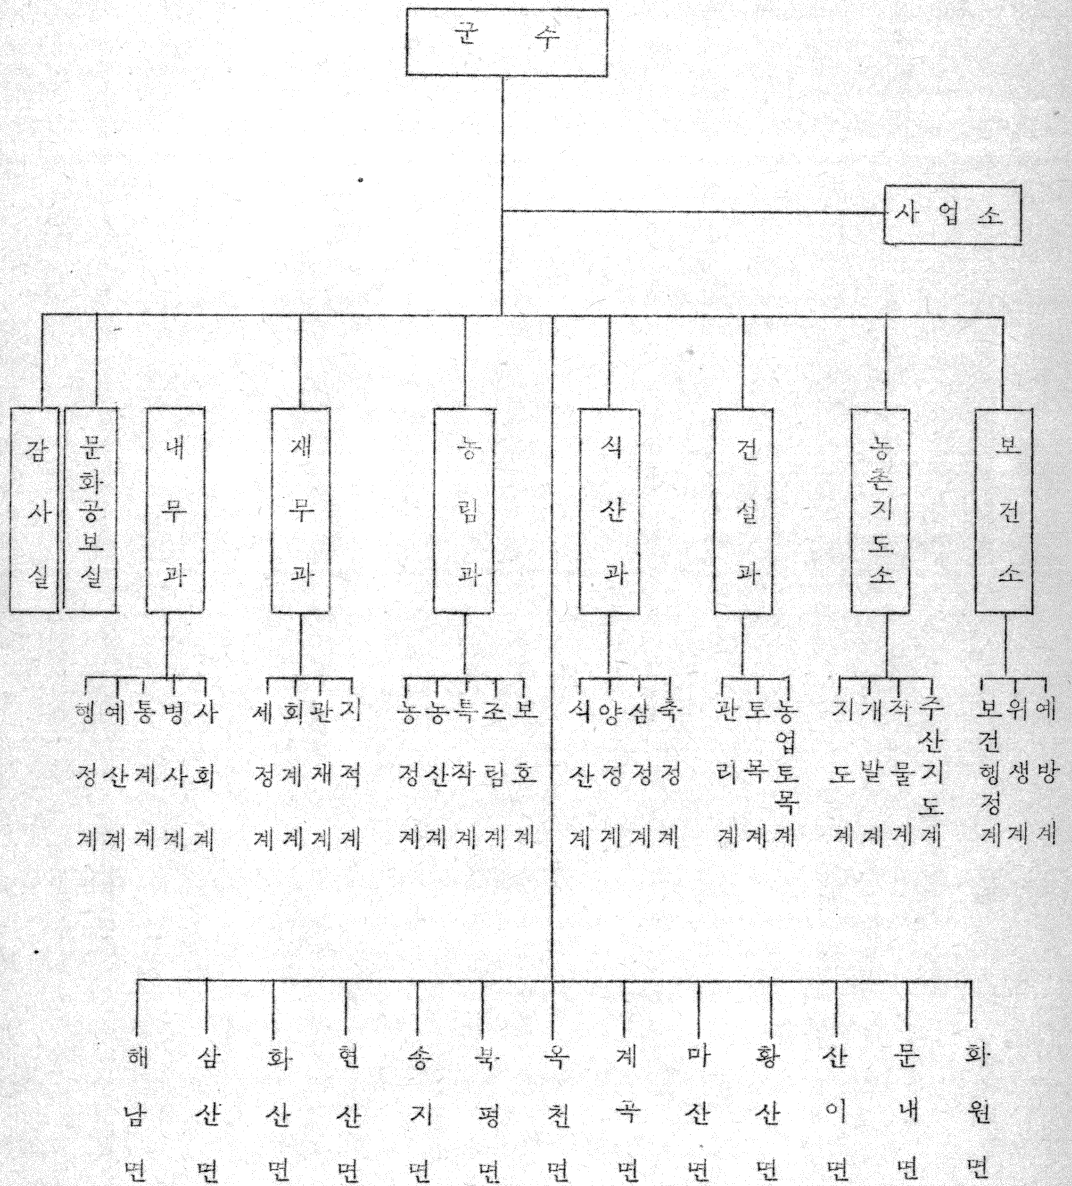 군 수
사업소
감사실
문화공보실
내무과
재무과
농림과
식산과
건설과
농촌지도소
보건소
행정계
예산계
통계계
병사계
사회계
세정계
회계계
관재계
지적계
농정계
농산계
특작계
조림계
보호계
식산계
양정계
삼정계
축정계
관리계
토목계
농업토목계
지도계
개발계
작물계
주산지도계
보건행정계
위생계
예방계
해남면
삼산면
화산면
현산면
송지면
북평면
옥천면
계곡면
마산면
황산면
산이면
문내면
화원면